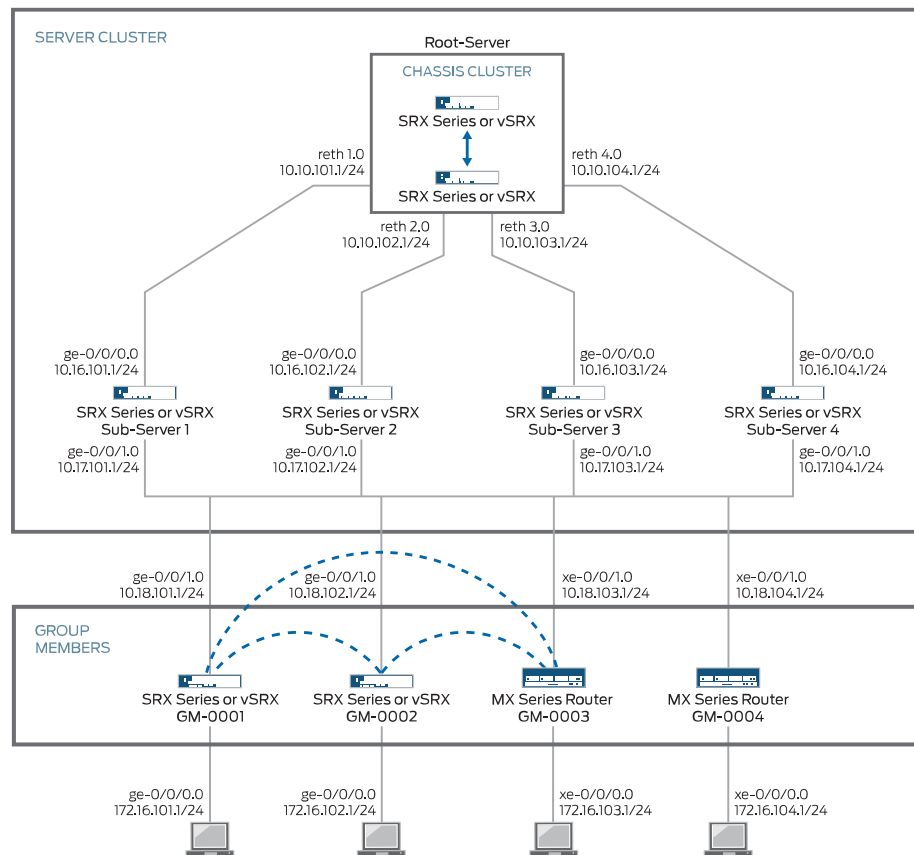 SERVER CLUSTER
Root-Server
CHASSIS CLUSTER
SRX Series or vSRX
SRX Series or vSRX
reth 1.0
10.10.101.1/24
reth 4.0
10.10.104.1/24
reth 2.0
10.10.102.1/24
reth 3.0
10.10.103.1/24
ge-0/0/0.0
10.16.101.1/24
ge-0/0/0.0
10.16.102.1/24
ge-0/0/0.0
10.16.103.1/24
ge-0/0/0.0
10.16.104.1/24
SRX Series or vSRX
Sub-Server 1
SRX Series or vSRX
Sub-Server 2
SRX Series or vSRX
Sub-Server 3
SRX Series or vSRX
Sub-Server 4
ge-0/0/1.0
10.17.101.1/24
ge-0/0/1.0
10.17.102.1/24
ge-0/0/1.0
10.17.103.1/24
ge-0/0/1.0
10.17.104.1/24
ge-0/0/1.0
10.18.101.1/24
ge-0/0/1.0
10.18.102.1/24
xe-0/0/1.0
10.18.103.1/24
xe-0/0/1.0
10.18.104.1/24
GROUP
MEMBERS
SRX Series or vSRX
GM-0001
SRX Series or vSRX
GM-0002
MX Series Router
GM-0003
MX Series Router
GM-0004
ge-0/0/0.0
172.16.101.1/24
ge-0/0/0.0
172.16.102.1/24
xe-0/0/0.0
172.16.103.1/24
xe-0/0/0.0
172.16.104.1/24